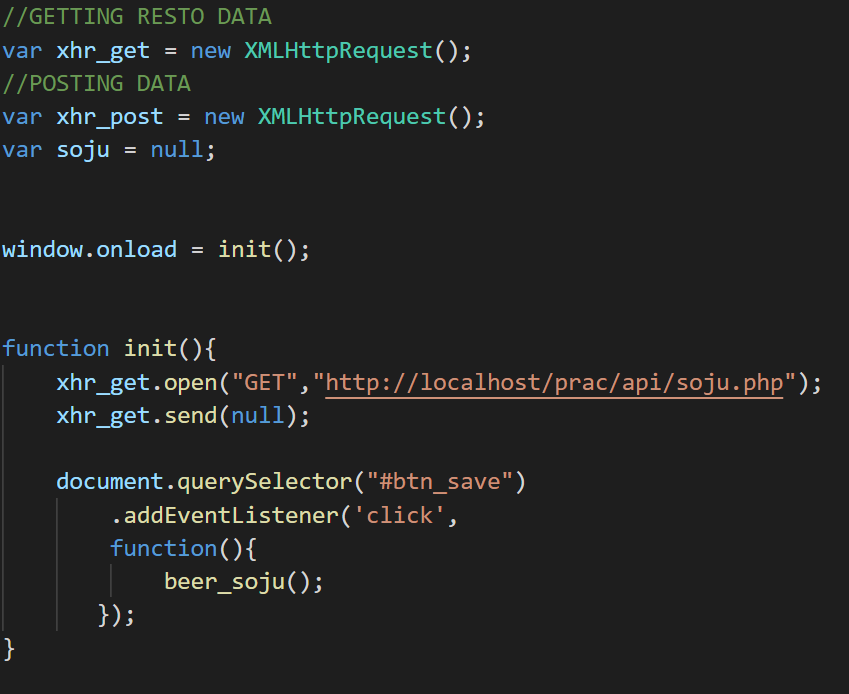 //GETTING RESTO DATA
var xhr_get = new XMLHttpRequest();
//POSTING DATA
var xhr_post = new XMLHttpRequest();
var soju = null;
window.onload = init();
function init(){
xhr_get.open("GET","http://localhost/prac/api/soju.php");
xhr_get.send(null);
document.querySelector("#btn_save")
.addEventListener('click',
function(){
beer_soju();
});
}